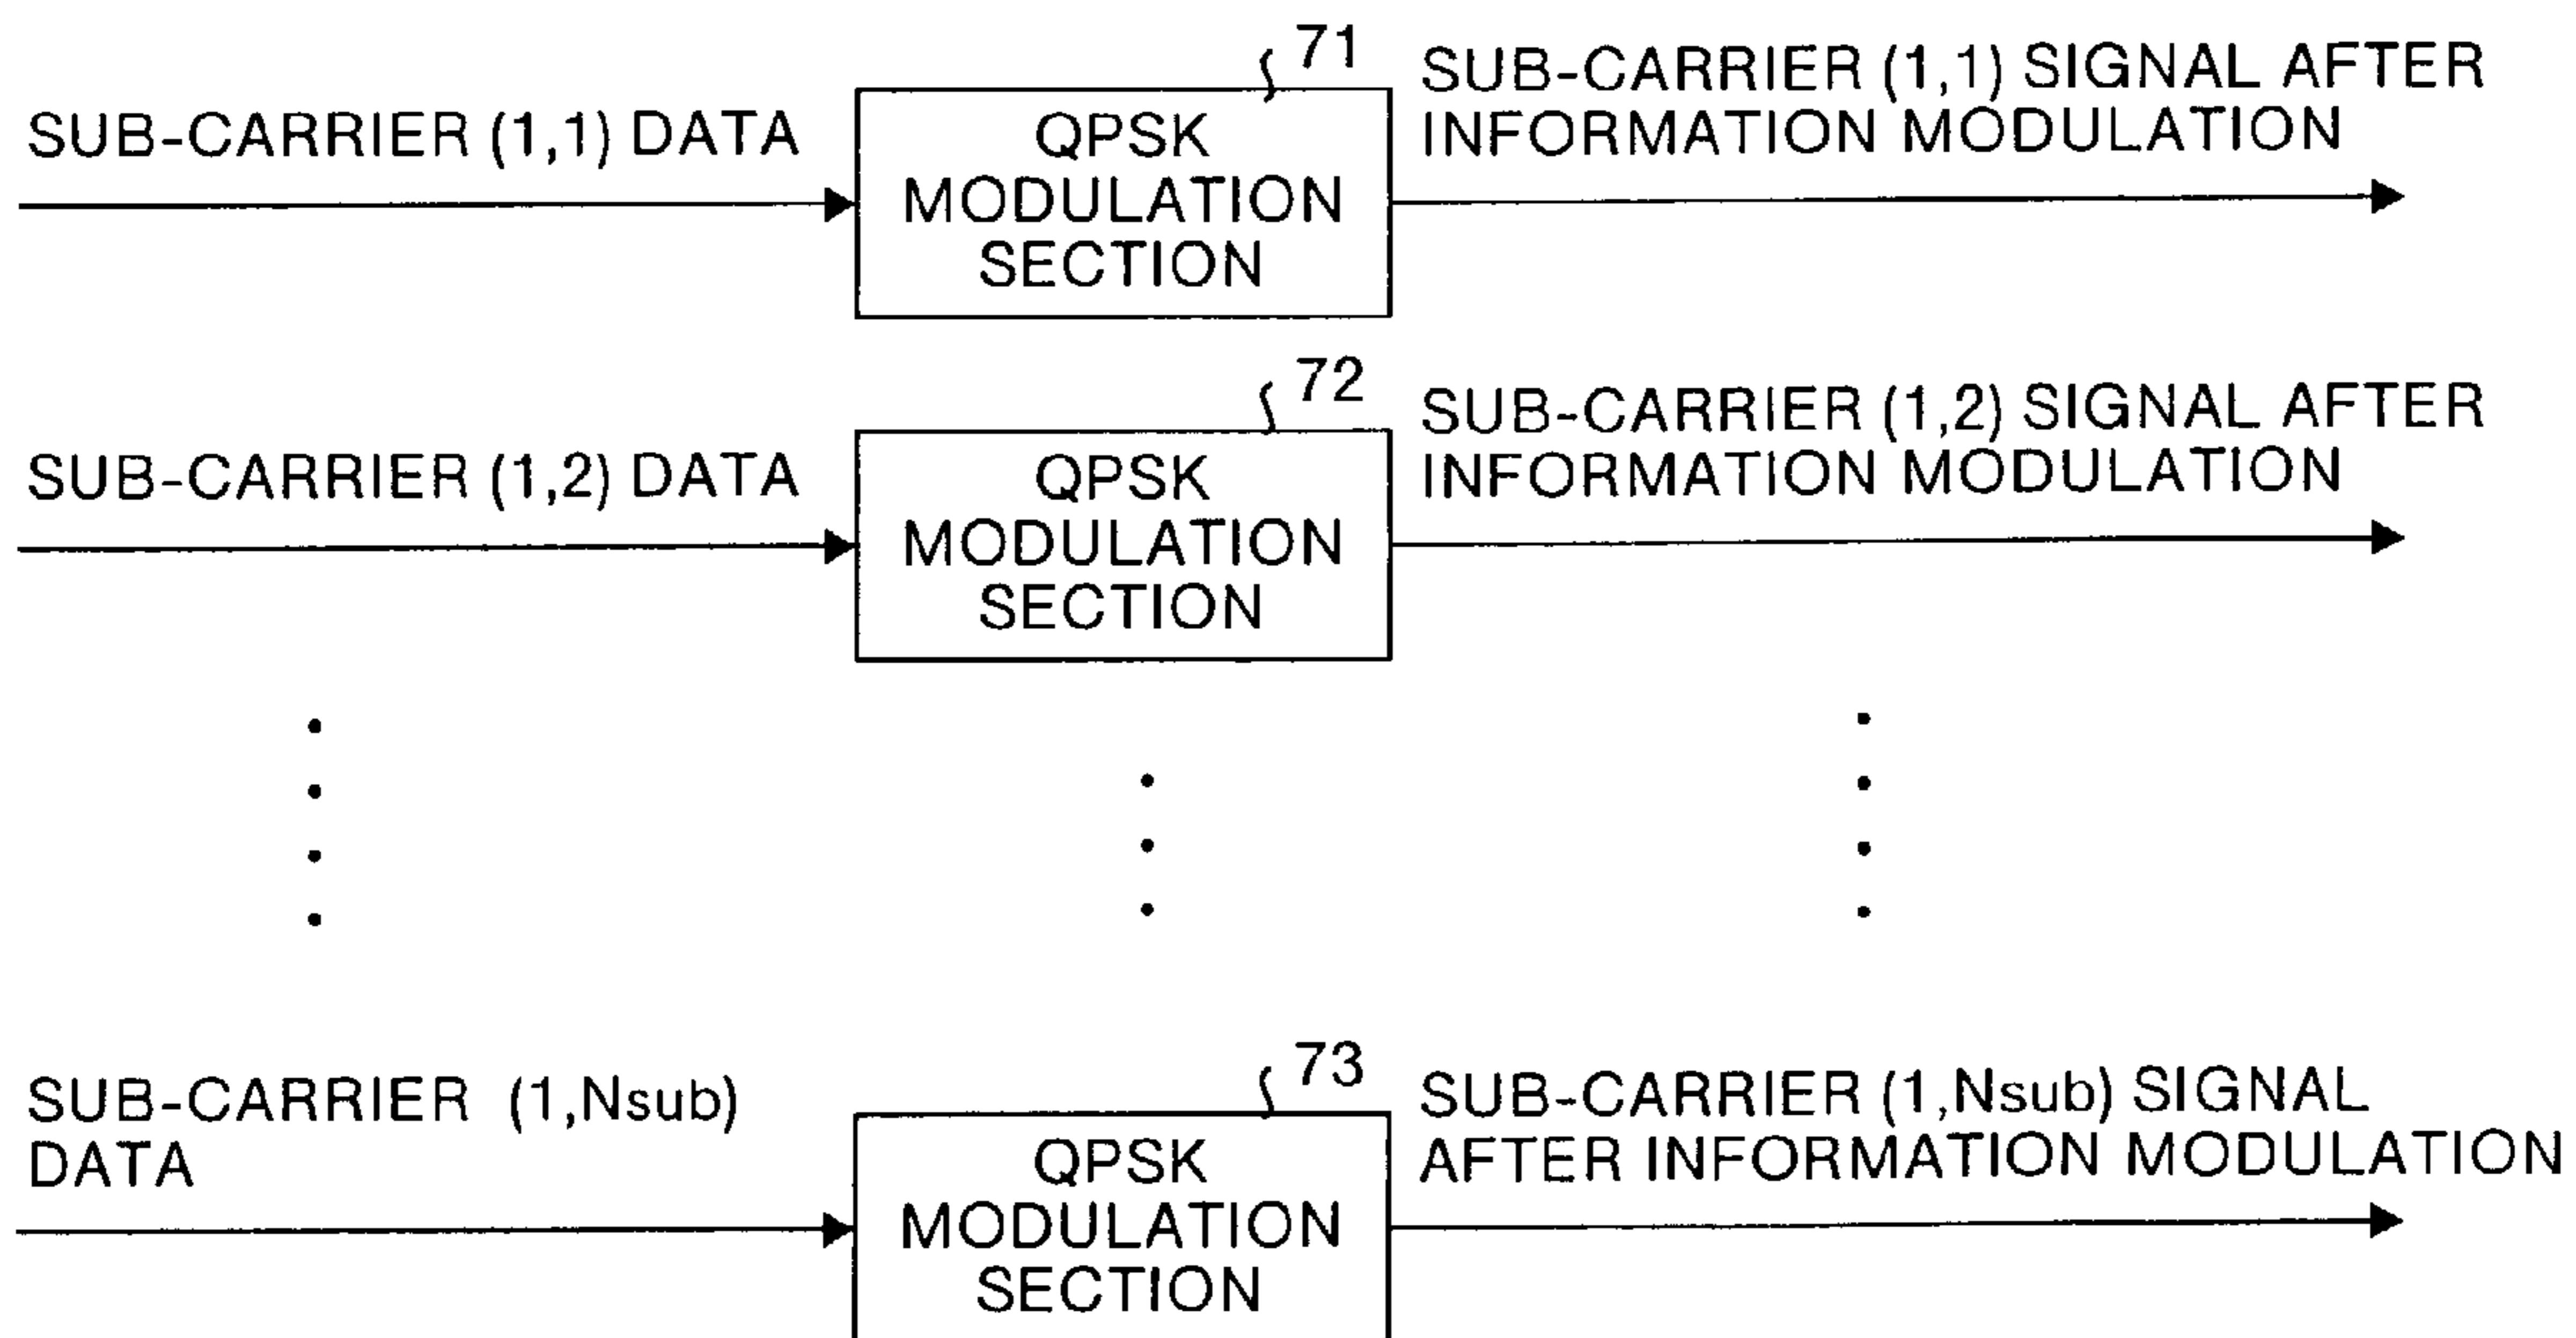 71
SUB-CARRIER (1,1) DATA
QPSK
MODULATION
SECTION
SUB-CARRIER (1,1) SIGNAL AFTER
INFORMATION MODULATION
72
SUB-CARRIER (1,2) DATA
QPSK
MODULATION
SECTION
SUB-CARRIER (1,2) SIGNAL AFTER
INFORMATION MODULATION
73
SUB-CARRIER (1,Nsub)
DATA
QPSK
MODULATION
SECTION
SUB-CARRIER (1,Nsub) SIGNAL
AFTER INFORMATION MODULATION